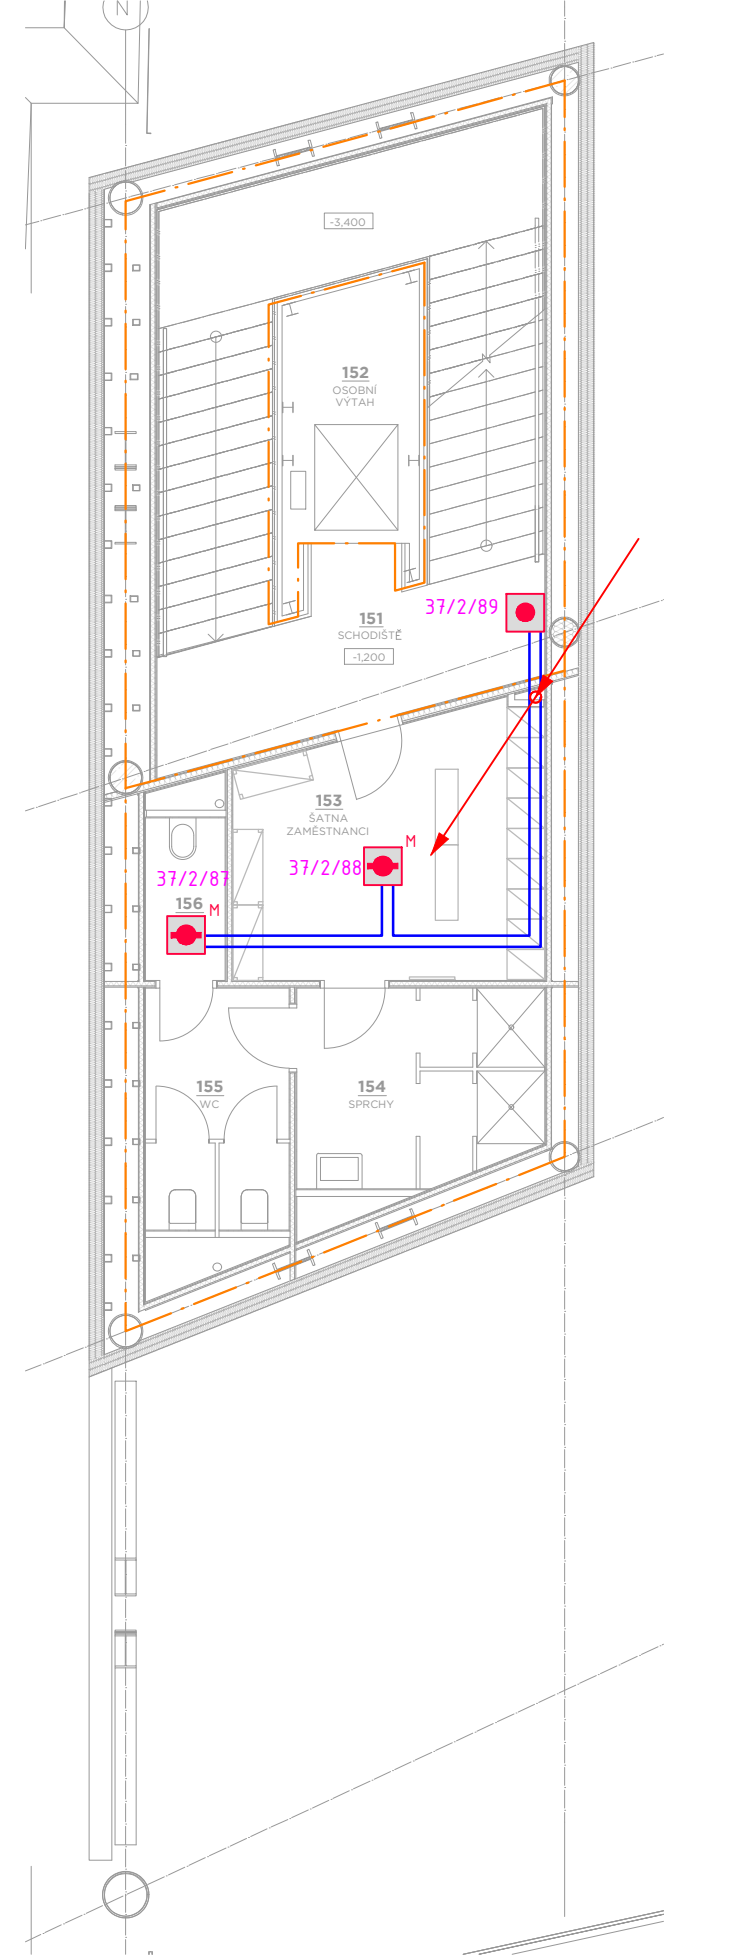 N
-3,400
152
OSOBNÍ
VÝTAH
37/2/89
151
SCHODIŠTĚ
-1,200
153
ŠATNA
ZAMĚSTNANCI
M
37/2/88
37/2/87
156
M
155
WC
154
SPRCHY